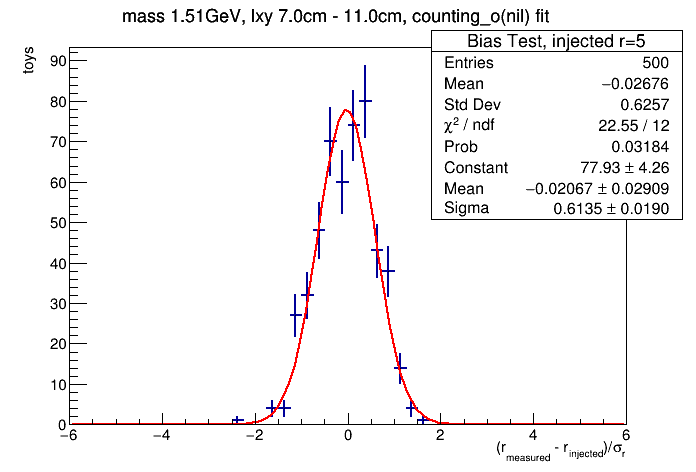 mass 1.51GeV, lxy 7.0cm - 11.0cm, counting_o(nil) fit
Bias Test, injected r=5
Entries 500
Mean −0.02676
Std Dev 0.6257
χ² / ndf 22.55 / 12
Prob 0.03184
Constant 77.93 ± 4.26
Mean −0.02067 ± 0.02909
Sigma 0.6135 ± 0.0190
toys
90
80
70
60
50
40
30
20
10
0
−6 −4 −2 0 2 4 6
(r_measured - r_injected)/σ_r